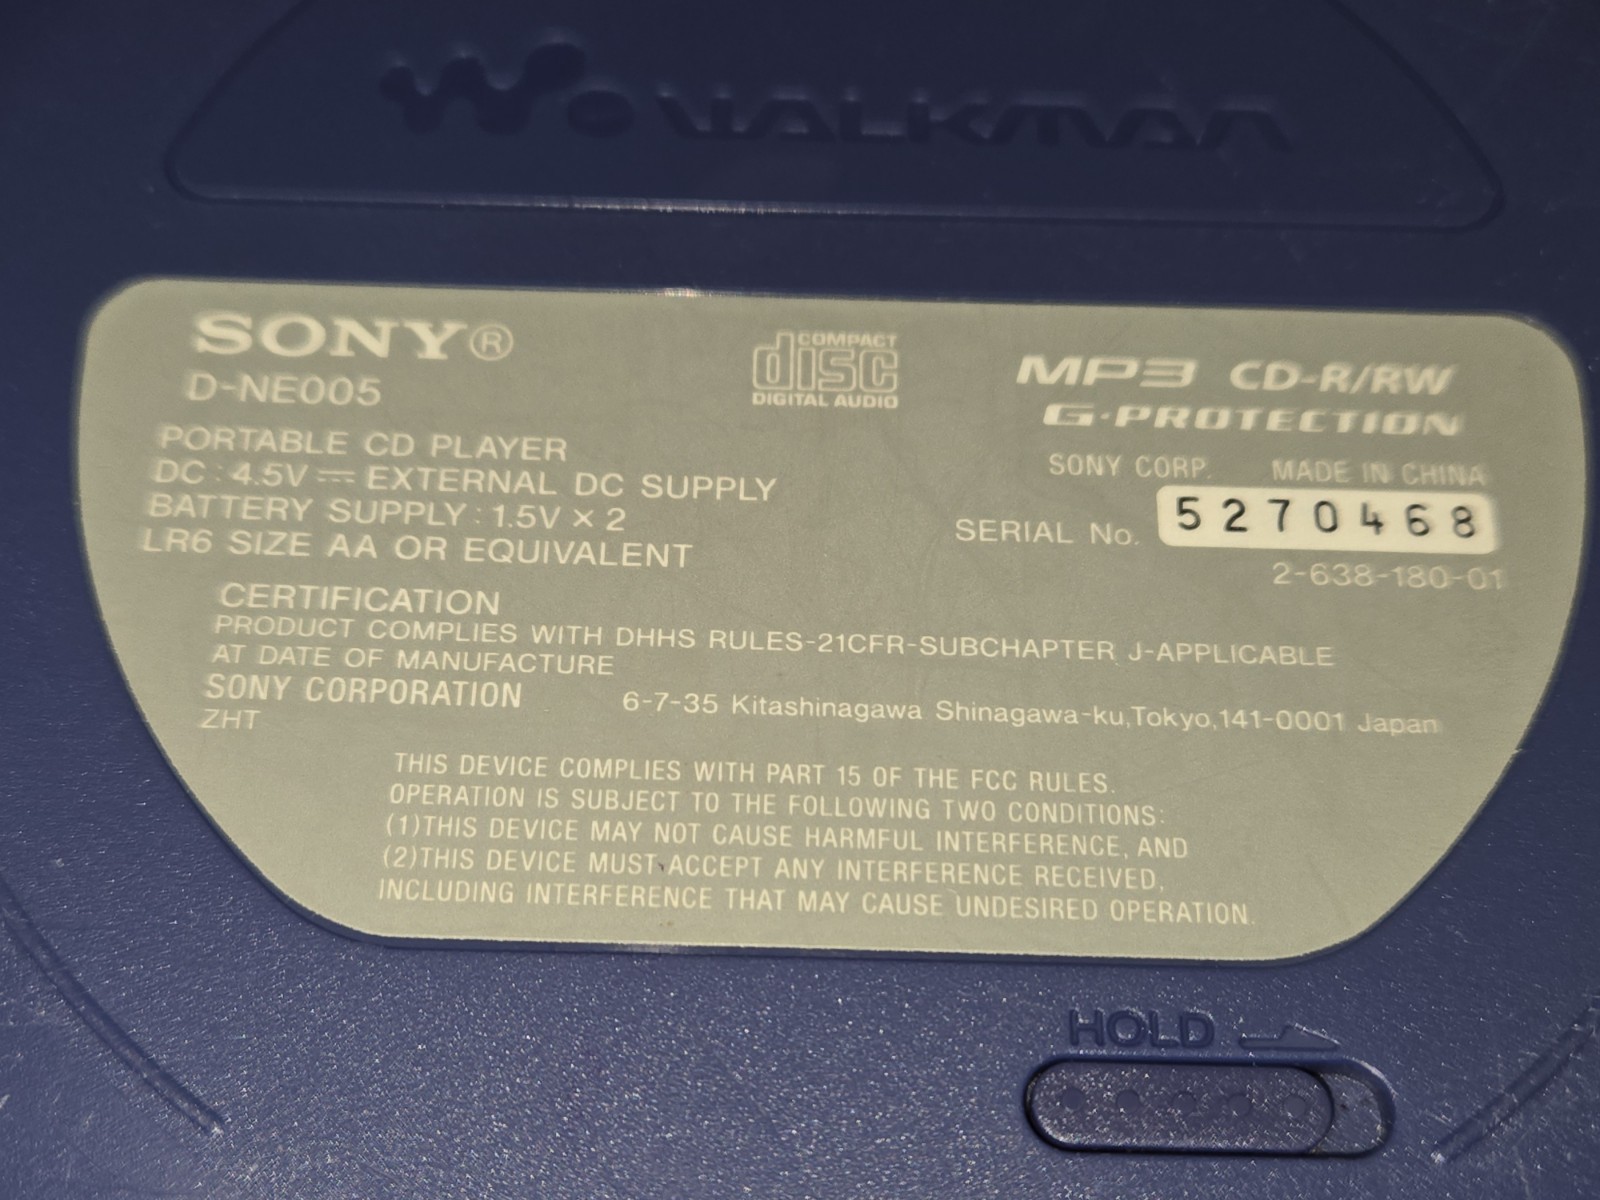 WALKMAN
SONY®
D-NE005
COMPACT
disc
DIGITAL AUDIO
MP3 CD-R/RW
G-PROTECTION
PORTABLE CD PLAYER
DC : 4.5V ⎓ EXTERNAL DC SUPPLY
BATTERY SUPPLY : 1.5V × 2
LR6 SIZE AA OR EQUIVALENT
SONY CORP. MADE IN CHINA
SERIAL No. 5270468
2-638-180-01
CERTIFICATION
PRODUCT COMPLIES WITH DHHS RULES-21CFR-SUBCHAPTER J-APPLICABLE
AT DATE OF MANUFACTURE
SONY CORPORATION 6-7-35 Kitashinagawa Shinagawa-ku,Tokyo,141-0001 Japan
ZHT
THIS DEVICE COMPLIES WITH PART 15 OF THE FCC RULES.
OPERATION IS SUBJECT TO THE FOLLOWING TWO CONDITIONS:
(1)THIS DEVICE MAY NOT CAUSE HARMFUL INTERFERENCE, AND
(2)THIS DEVICE MUST ACCEPT ANY INTERFERENCE RECEIVED,
INCLUDING INTERFERENCE THAT MAY CAUSE UNDESIRED OPERATION.
HOLD